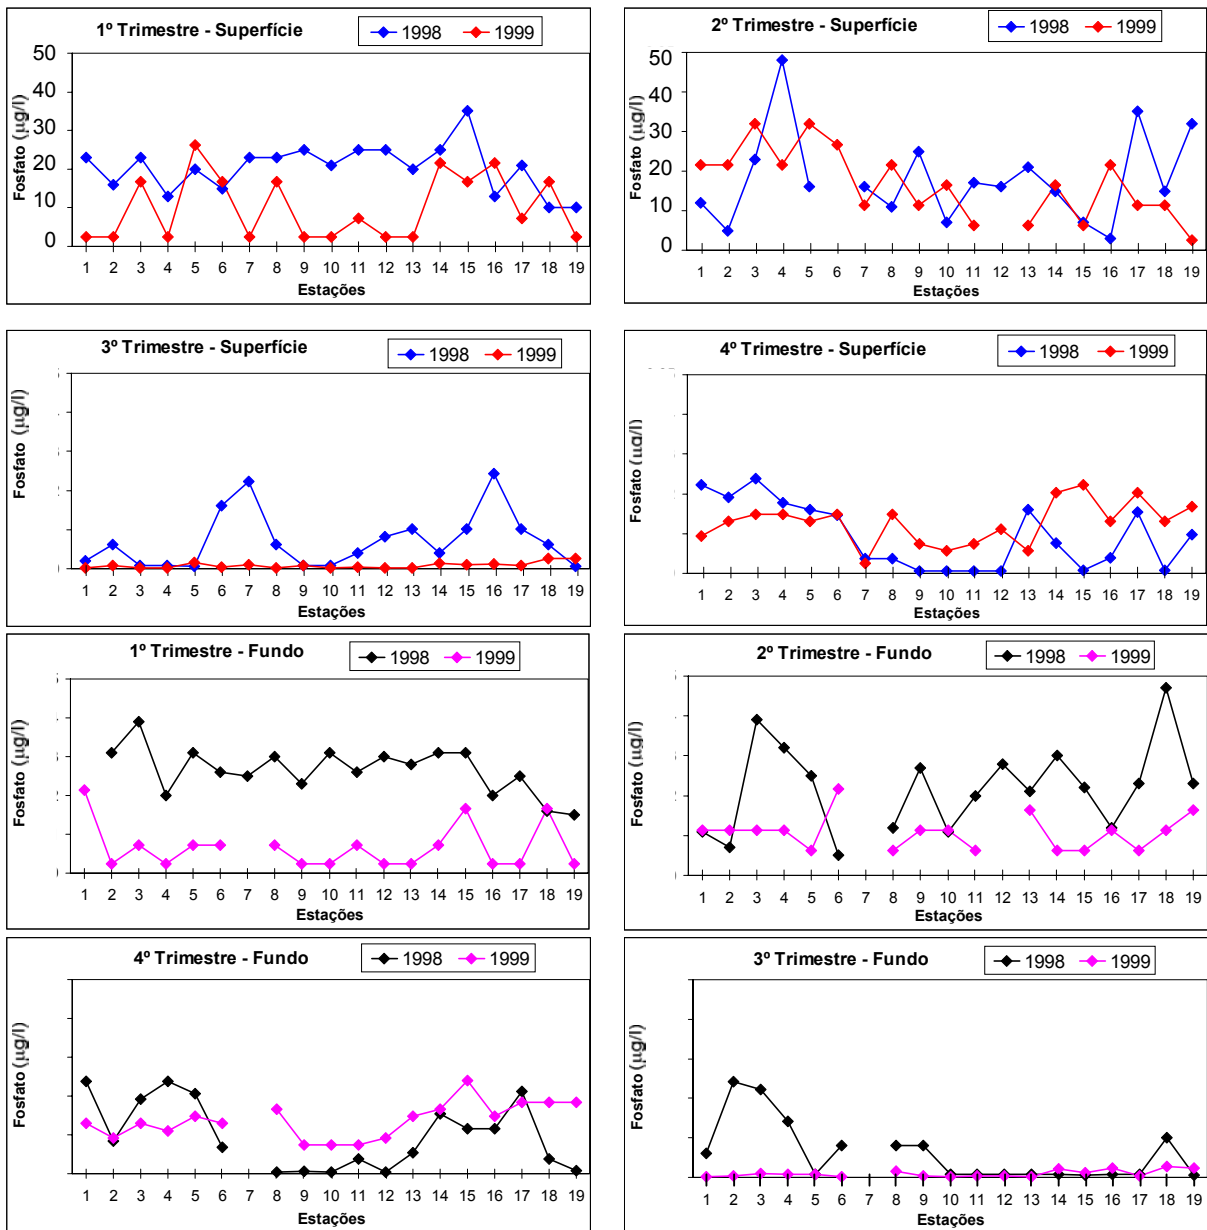 1º Trimestre - Superfície
1998 1999
Fosfato (µg/l)
50
40
30
20
10
0
1 2 3 4 5 6 7 8 9 10 11 12 13 14 15 16 17 18 19
Estações
2º Trimestre - Superfície
1998 1999
Fosfato (µg/l)
50
40
30
20
10
0
1 2 3 4 5 6 7 8 9 10 11 12 13 14 15 16 17 18 19
Estações
3º Trimestre - Superfície
1998 1999
Fosfato (µg/l)
1 2 3 4 5 6 7 8 9 10 11 12 13 14 15 16 17 18 19
Estações
4º Trimestre - Superfície
1998 1999
Fosfato (µg/l)
1 2 3 4 5 6 7 8 9 10 11 12 13 14 15 16 17 18 19
Estações
1º Trimestre - Fundo
1998 1999
Fosfato (µg/l)
1 2 3 4 5 6 7 8 9 10 11 12 13 14 15 16 17 18 19
Estações
2º Trimestre - Fundo
1998 1999
Fosfato (µg/l)
1 2 3 4 5 6 7 8 9 10 11 12 13 14 15 16 17 18 19
Estações
4º Trimestre - Fundo
1998 1999
Fosfato (µg/l)
1 2 3 4 5 6 7 8 9 10 11 12 13 14 15 16 17 18 19
Estações
3º Trimestre - Fundo
1998 1999
Fosfato (µg/l)
1 2 3 4 5 6 7 8 9 10 11 12 13 14 15 16 17 18 19
Estações